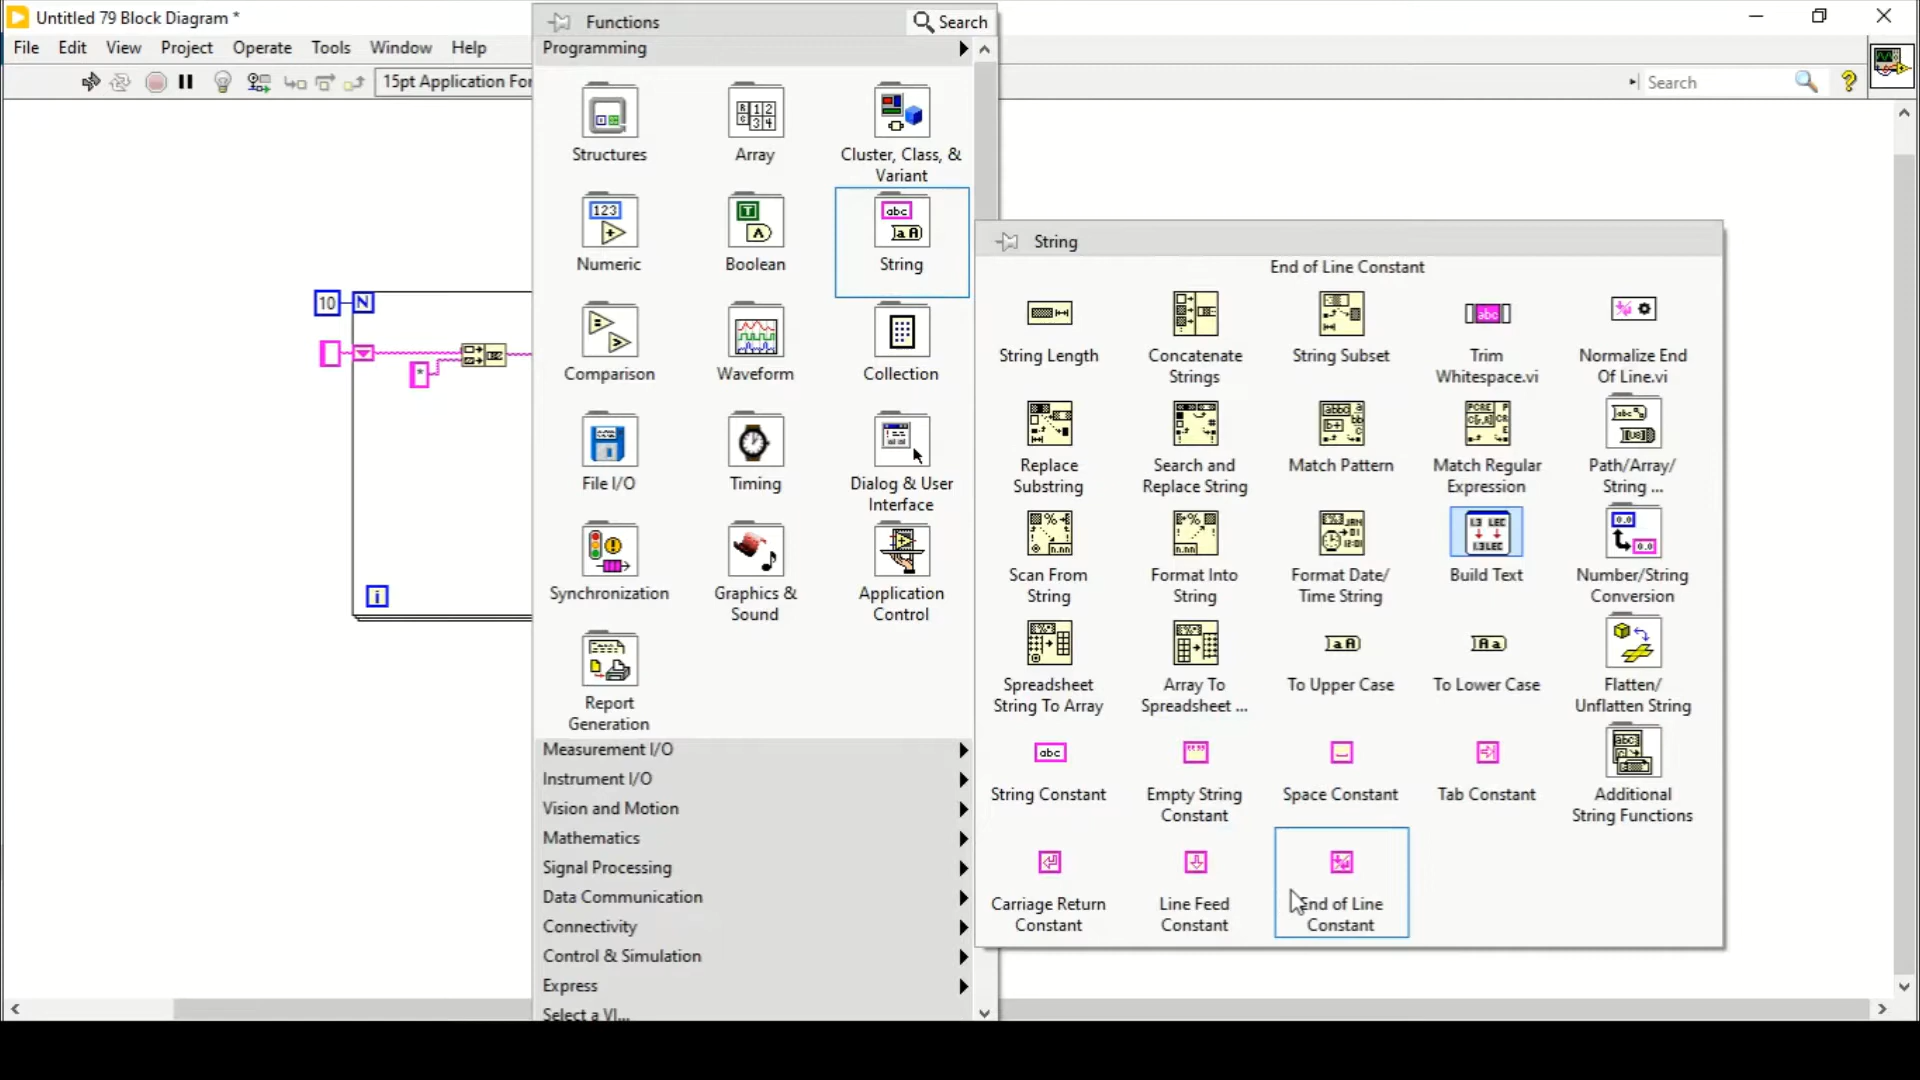 Untitled 79 Block Diagram *
File Edit View Project Operate Tools Window Help
15pt Application For
Search
Functions
Search
Programming
Structures
Array
Cluster, Class, &
Variant
Numeric
Boolean
String
Comparison
Waveform
Collection
File I/O
Timing
Dialog & User
Interface
Synchronization
Graphics &
Sound
Application
Control
Report
Generation
Measurement I/O
Instrument I/O
Vision and Motion
Mathematics
Signal Processing
Data Communication
Connectivity
Control & Simulation
Express
Select a VI...
10 N
*
i
String
End of Line Constant
String Length
Concatenate
Strings
String Subset
Trim
Whitespace.vi
Normalize End
Of Line.vi
Replace
Substring
Search and
Replace String
Match Pattern
Match Regular
Expression
Path/Array/
String ...
Scan From
String
Format Into
String
Format Date/
Time String
Build Text
Number/String
Conversion
Spreadsheet
String To Array
Array To
Spreadsheet ...
To Upper Case
To Lower Case
Flatten/
Unflatten String
String Constant
Empty String
Constant
Space Constant
Tab Constant
Additional
String Functions
Carriage Return
Constant
Line Feed
Constant
End of Line
Constant